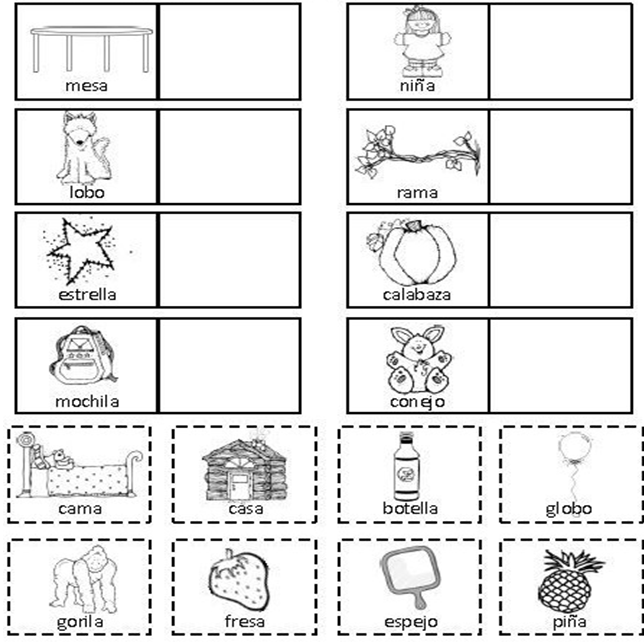 mesa
niña
lobo
rama
estrella
calabaza
mochila
conejo
cama
casa
botella
globo
gorila
fresa
espejo
piña